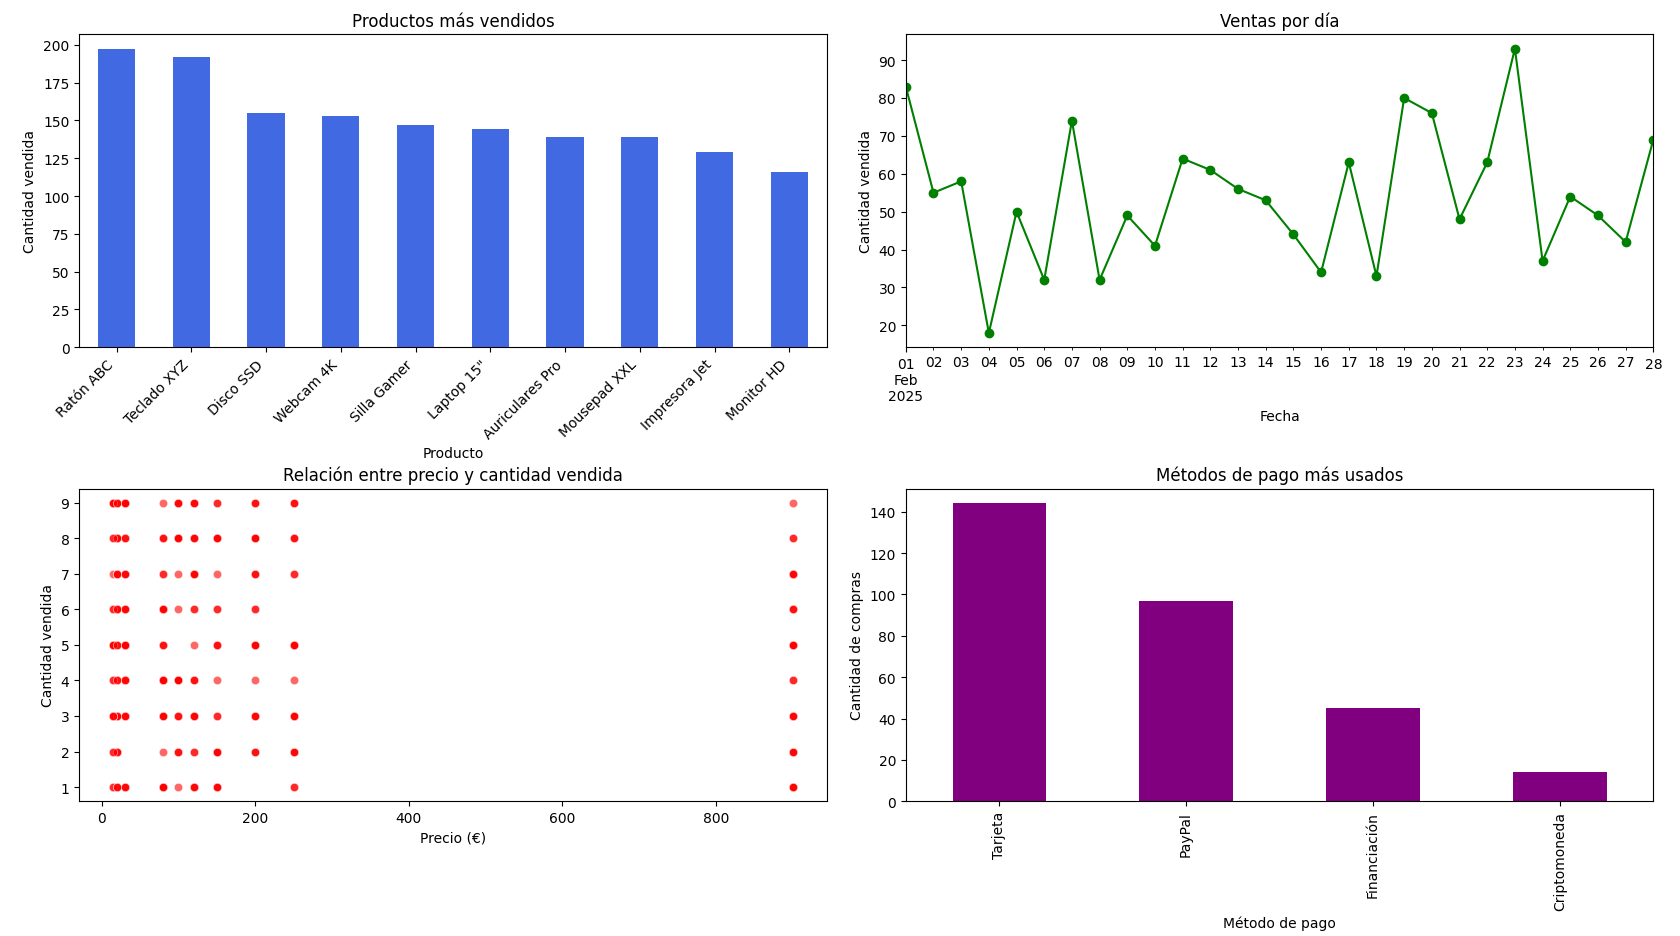 Productos más vendidos
Cantidad vendida
200
175
150
125
100
75
50
25
0
Ratón ABC
Teclado XYZ
Disco SSD
Webcam 4K
Silla Gamer
Laptop 15"
Auriculares Pro
Mousepad XXL
Impresora Jet
Monitor HD
Producto
Ventas por día
Cantidad vendida
90
80
70
60
50
40
30
20
01 02 03 04 05 06 07 08 09 10 11 12 13 14 15 16 17 18 19 20 21 22 23 24 25 26 27 28
Feb
2025
Fecha
Relación entre precio y cantidad vendida
Cantidad vendida
9
8
7
6
5
4
3
2
1
0 200 400 600 800
Precio (€)
Métodos de pago más usados
Cantidad de compras
140
120
100
80
60
40
20
0
Tarjeta
PayPal
Financiación
Criptomoneda
Método de pago